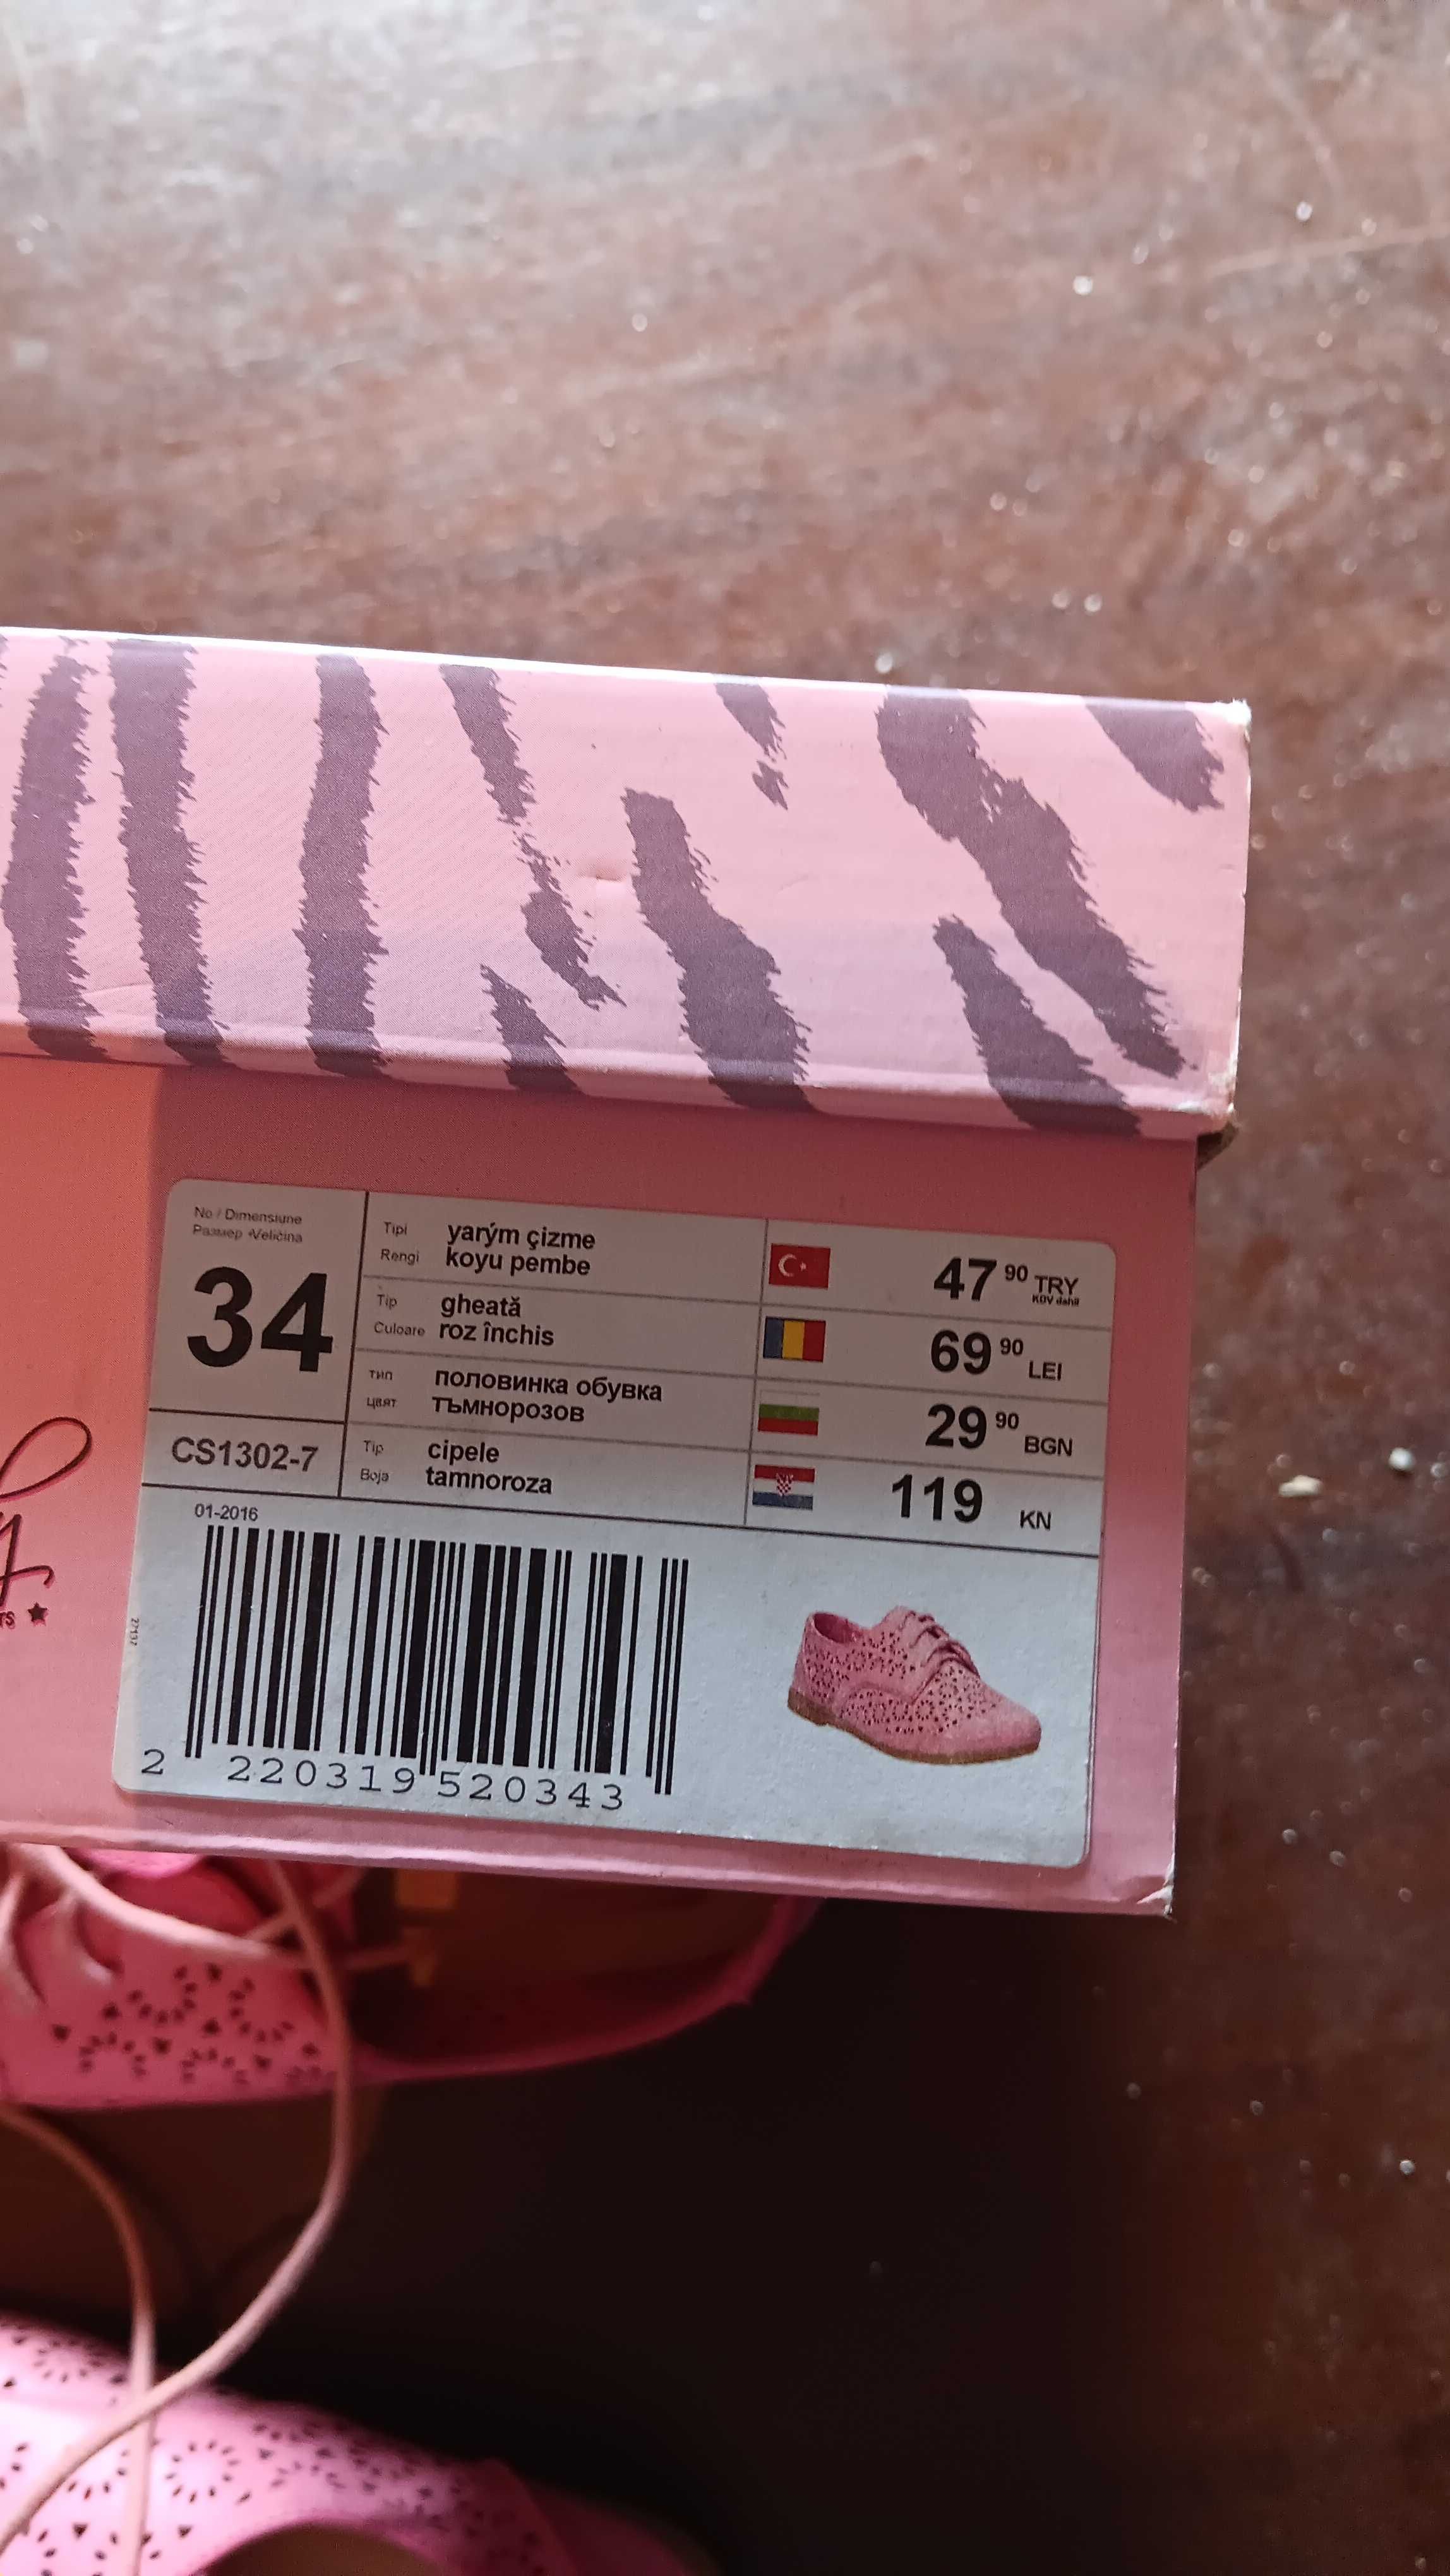 No / Dimensiune
Размер Veličina
34
CS1302-7
Tipi yarým çizme
Rengi koyu pembe
47 90 TRY
KDV dahil
Tip gheată
Culoare roz închis
69 90 LEI
тип половинка обувка
цвят тъмнорозов
29 90 BGN
Tip cipele
Boja tamnoroza
119 KN
01-2016
27137
2 220319 520343